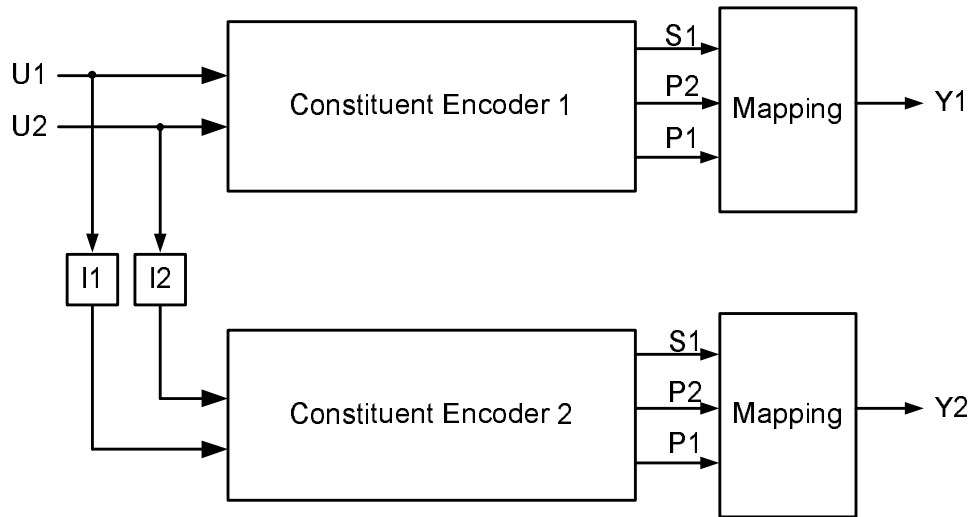 S1
U1
Constituent Encoder 1
P2
Mapping
Y1
U2
P1
I1
I2
S1
Constituent Encoder 2
P2
Mapping
Y2
P1